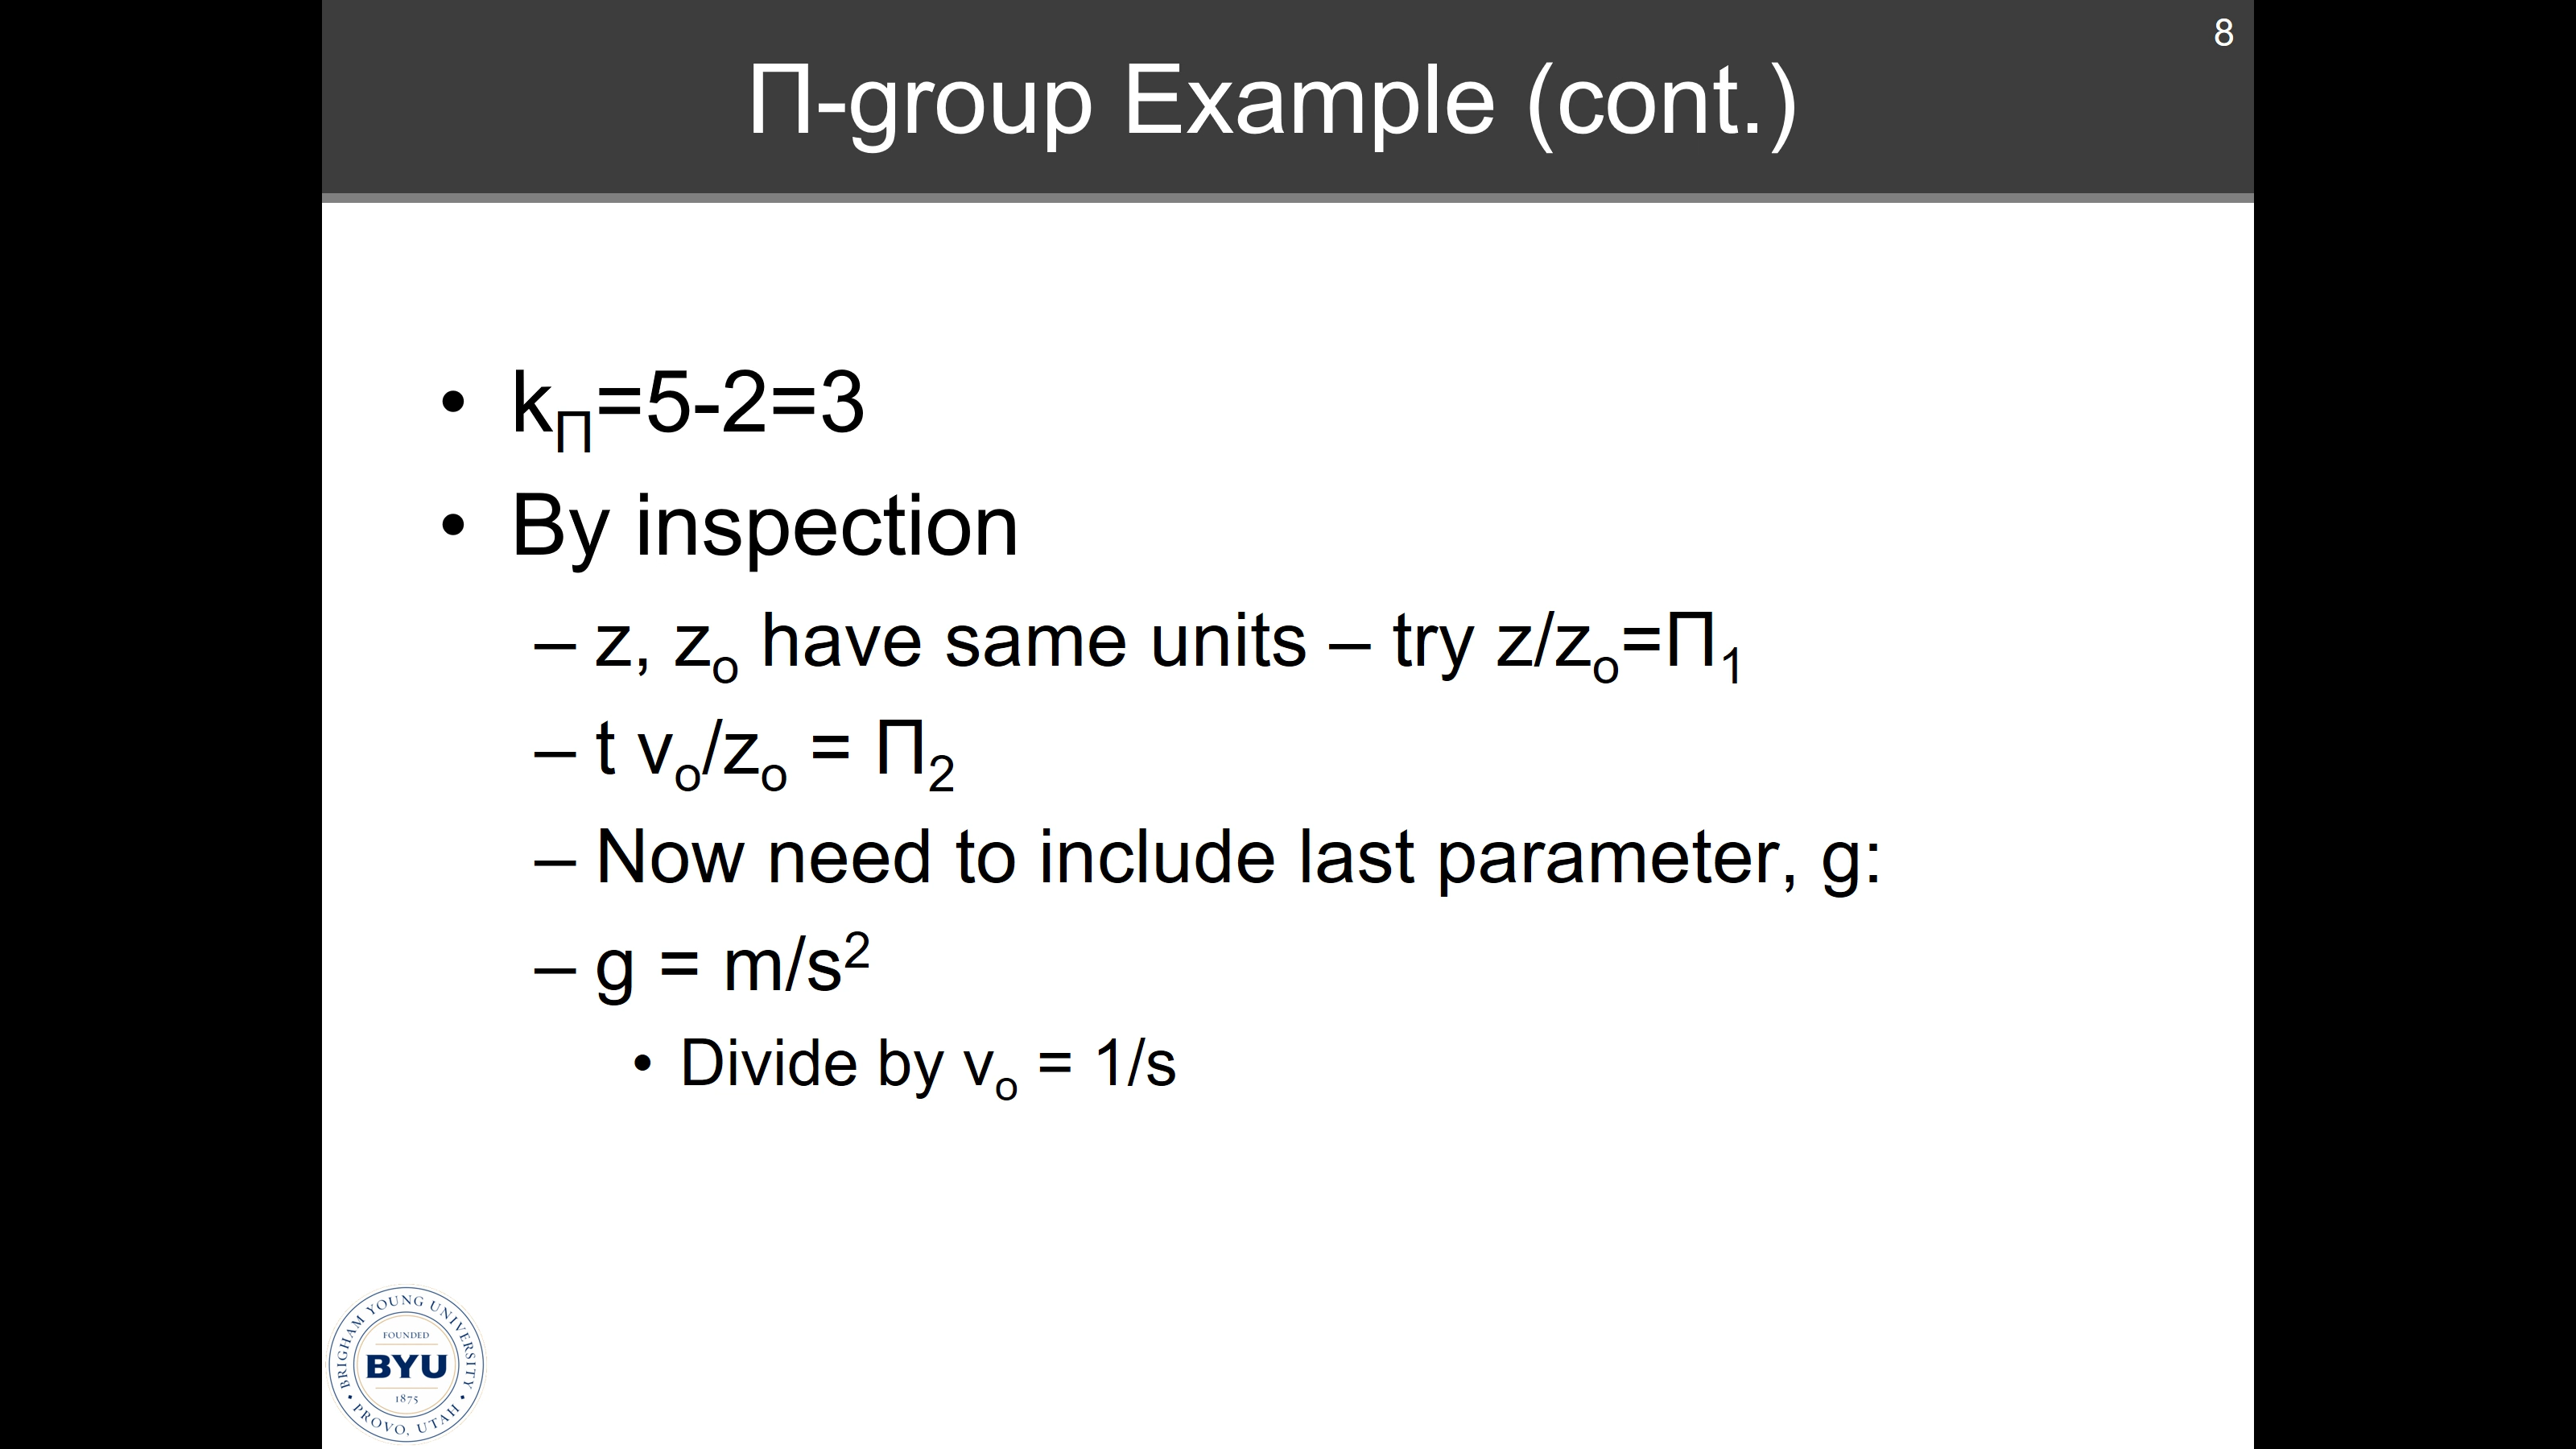 8
Π-group Example (cont.)
• kΠ=5-2=3
• By inspection
– z, zo have same units – try z/zo=Π1
– t vo/zo = Π2
– Now need to include last parameter, g:
– g = m/s²
• Divide by vo = 1/s
BRIGHAM YOUNG UNIVERSITY
FOUNDED
BYU
1875
PROVO, UTAH